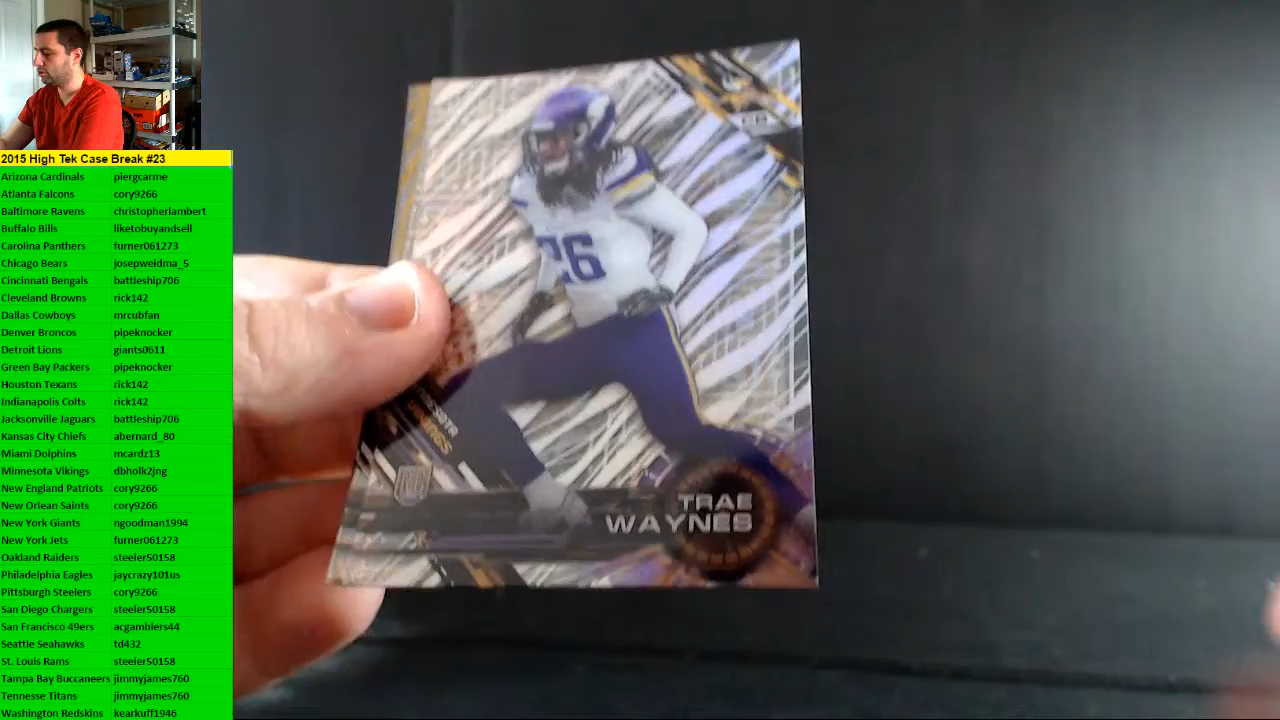 2015 High Tek Case Break #23
Arizona Cardinals piergcarme
Atlanta Falcons cory9266
Baltimore Ravens christopherlambert
Buffalo Bills liketobuyandsell
Carolina Panthers furner061273
Chicago Bears josepweidma_5
Cincinnati Bengals battleship706
Cleveland Browns rick142
Dallas Cowboys mrcubfan
Denver Broncos pipeknocker
Detroit Lions giants0611
Green Bay Packers pipeknocker
Houston Texans rick142
Indianapolis Colts rick142
Jacksonville Jaguars battleship706
Kansas City Chiefs abernard_80
Miami Dolphins mcardz13
Minnesota Vikings dbholk2jng
New England Patriots cory9266
New Orlean Saints cory9266
New York Giants ngoodman1994
New York Jets furner061273
Oakland Raiders steeler50158
Philadelphia Eagles jaycrazy101us
Pittsburgh Steelers cory9266
San Diego Chargers steeler50158
San Francisco 49ers acgamblers44
Seattle Seahawks td432
St. Louis Rams steeler50158
Tampa Bay Buccaneers jimmyjames760
Tennesse Titans jimmyjames760
Washington Redskins kearkuff1946
26
TRAE
WAYNES